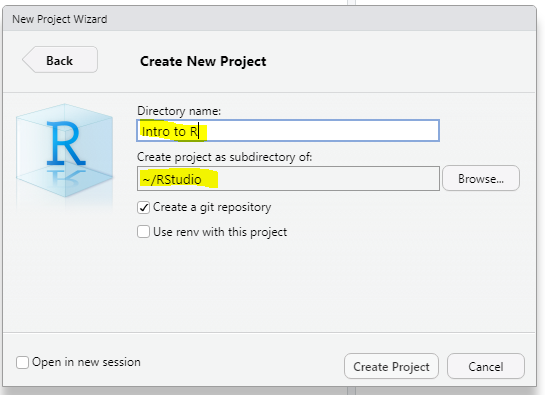 New Project Wizard
Back
Create New Project
R
Directory name:
Intro to R
Create project as subdirectory of:
~/RStudio
Browse...
Create a git repository
Use renv with this project
Open in new session
Create Project
Cancel